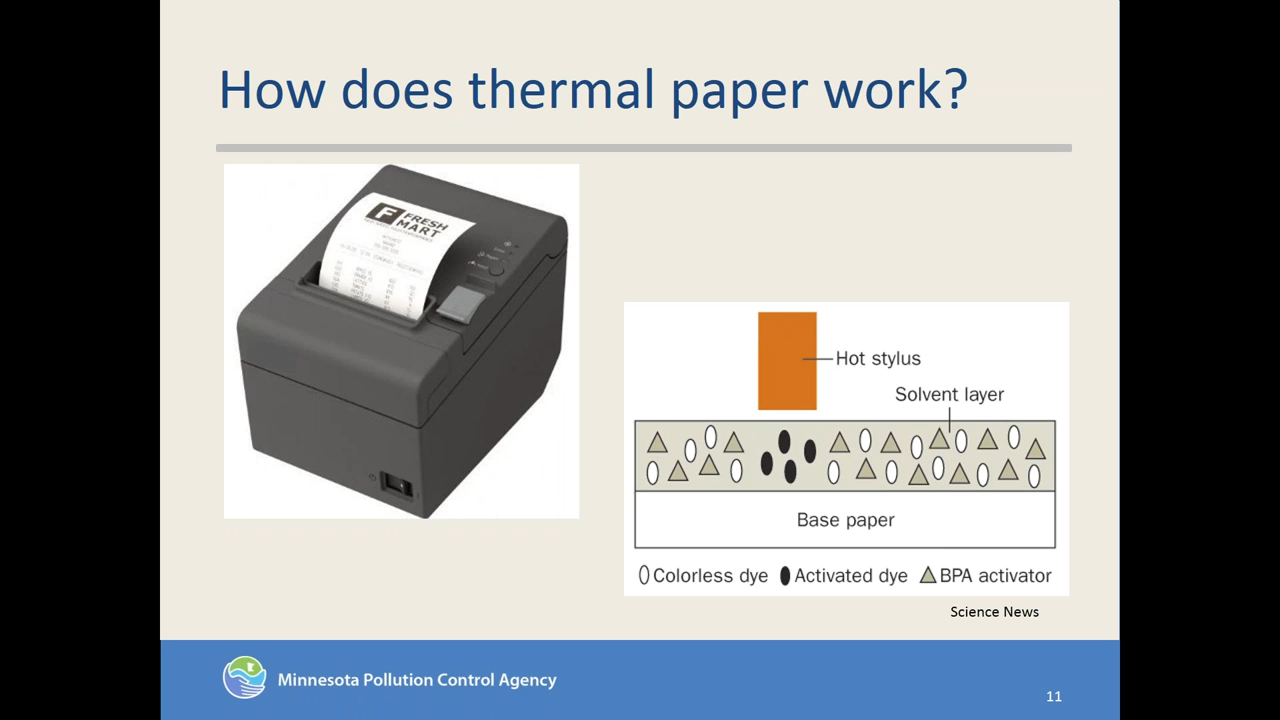 How does thermal paper work?
F FRESH
MART
Hot stylus
Solvent layer
Base paper
Colorless dye Activated dye BPA activator
Science News
Minnesota Pollution Control Agency
11